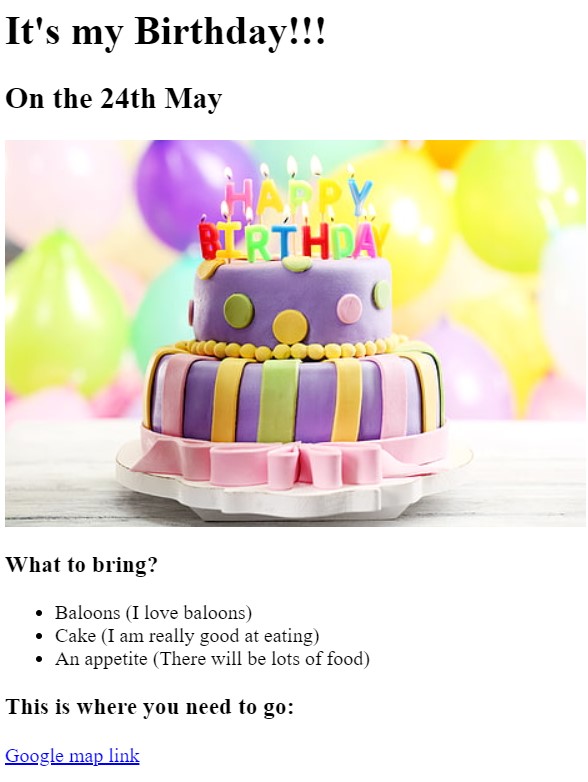 It's my Birthday!!!
On the 24th May
HAPPY
BIRTHDAY
What to bring?
Baloons (I love baloons)
Cake (I am really good at eating)
An appetite (There will be lots of food)
This is where you need to go:
Google map link